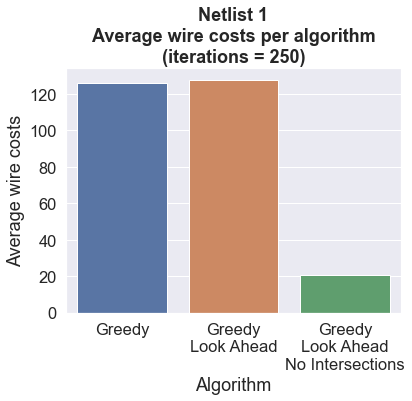 Netlist 1
Average wire costs per algorithm
(iterations = 250)
Average wire costs
120
100
80
60
40
20
0
Greedy
Greedy
Look Ahead
Greedy
Look Ahead
No Intersections
Algorithm